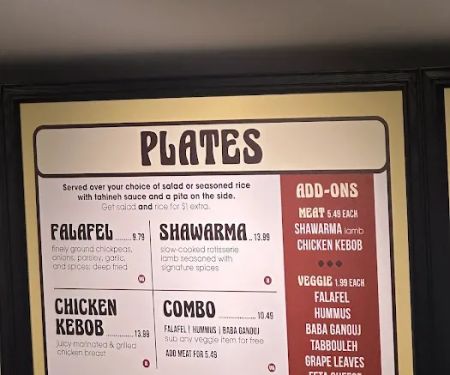 PLATES
Served over your choice of salad or seasoned rice
with tahineh sauce and a pita on the side.
Get salad and rice for $1 extra.
FALAFEL ........ 9.79
finely ground chickpeas,
onions, parsley, garlic,
and spices; deep fried
SHAWARMA .. 13.99
slow-cooked rotisserie
lamb seasoned with
signature spices
CHICKEN
KEBOB .......... 13.99
juicy marinated & grilled
chicken breast
COMBO ............ 10.49
FALAFEL | HUMMUS | BABA GANOUJ
sub any veggie item for free
ADD MEAT FOR 5.49
ADD-ONS
MEAT 5.49 EACH
SHAWARMA lamb
CHICKEN KEBOB
VEGGIE 1.99 EACH
FALAFEL
HUMMUS
BABA GANOUJ
TABBOULEH
GRAPE LEAVES